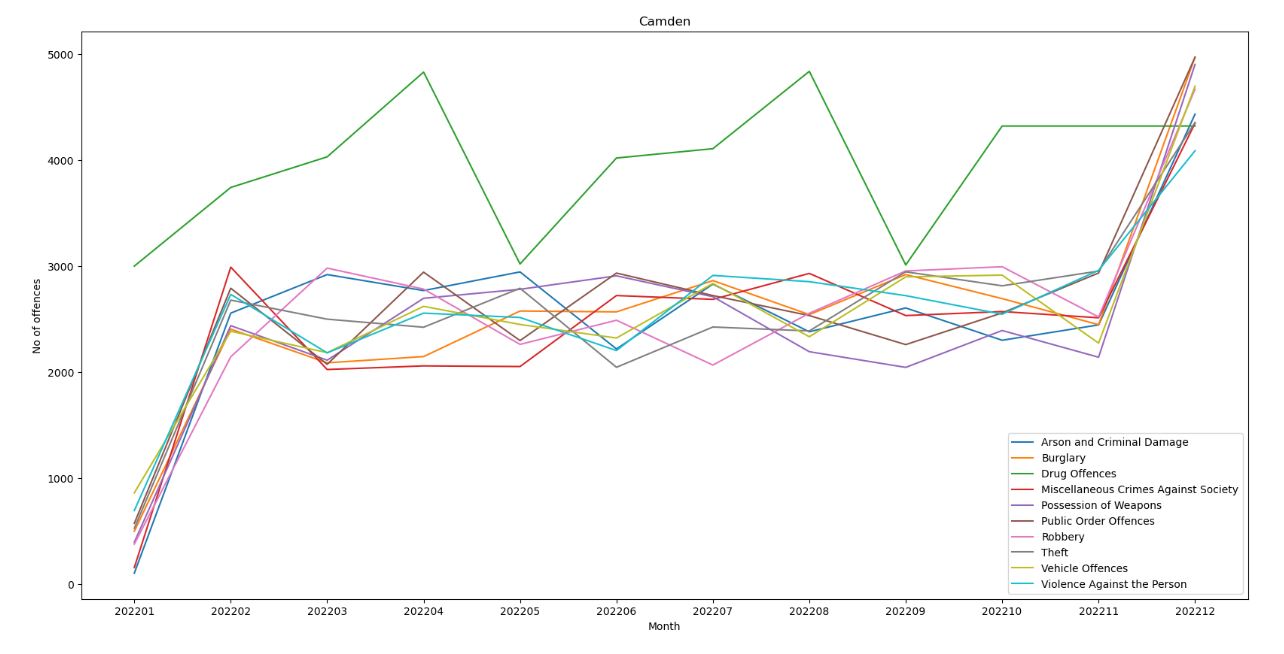 Camden
No of offences
5000
4000
3000
2000
1000
0
202201 202202 202203 202204 202205 202206 202207 202208 202209 202210 202211 202212
Month
Arson and Criminal Damage
Burglary
Drug Offences
Miscellaneous Crimes Against Society
Possession of Weapons
Public Order Offences
Robbery
Theft
Vehicle Offences
Violence Against the Person